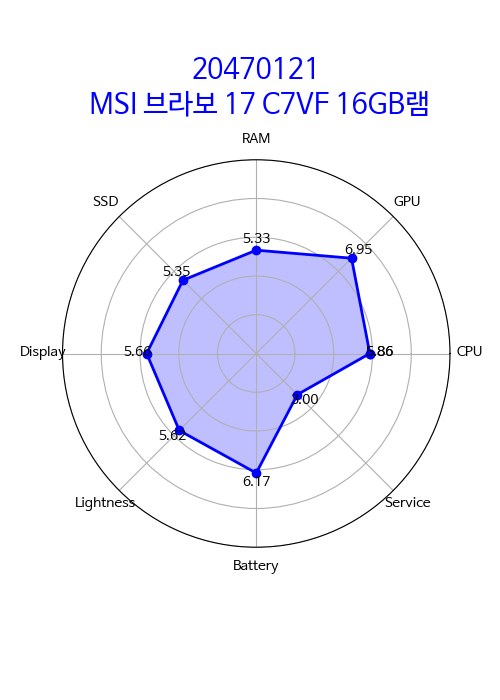 20470121
MSI 브라보 17 C7VF 16GB램
RAM
SSD
GPU
5.33
6.95
5.35
Display
5.66
5.86
CPU
3.00
5.62
6.17
Lightness
Service
Battery